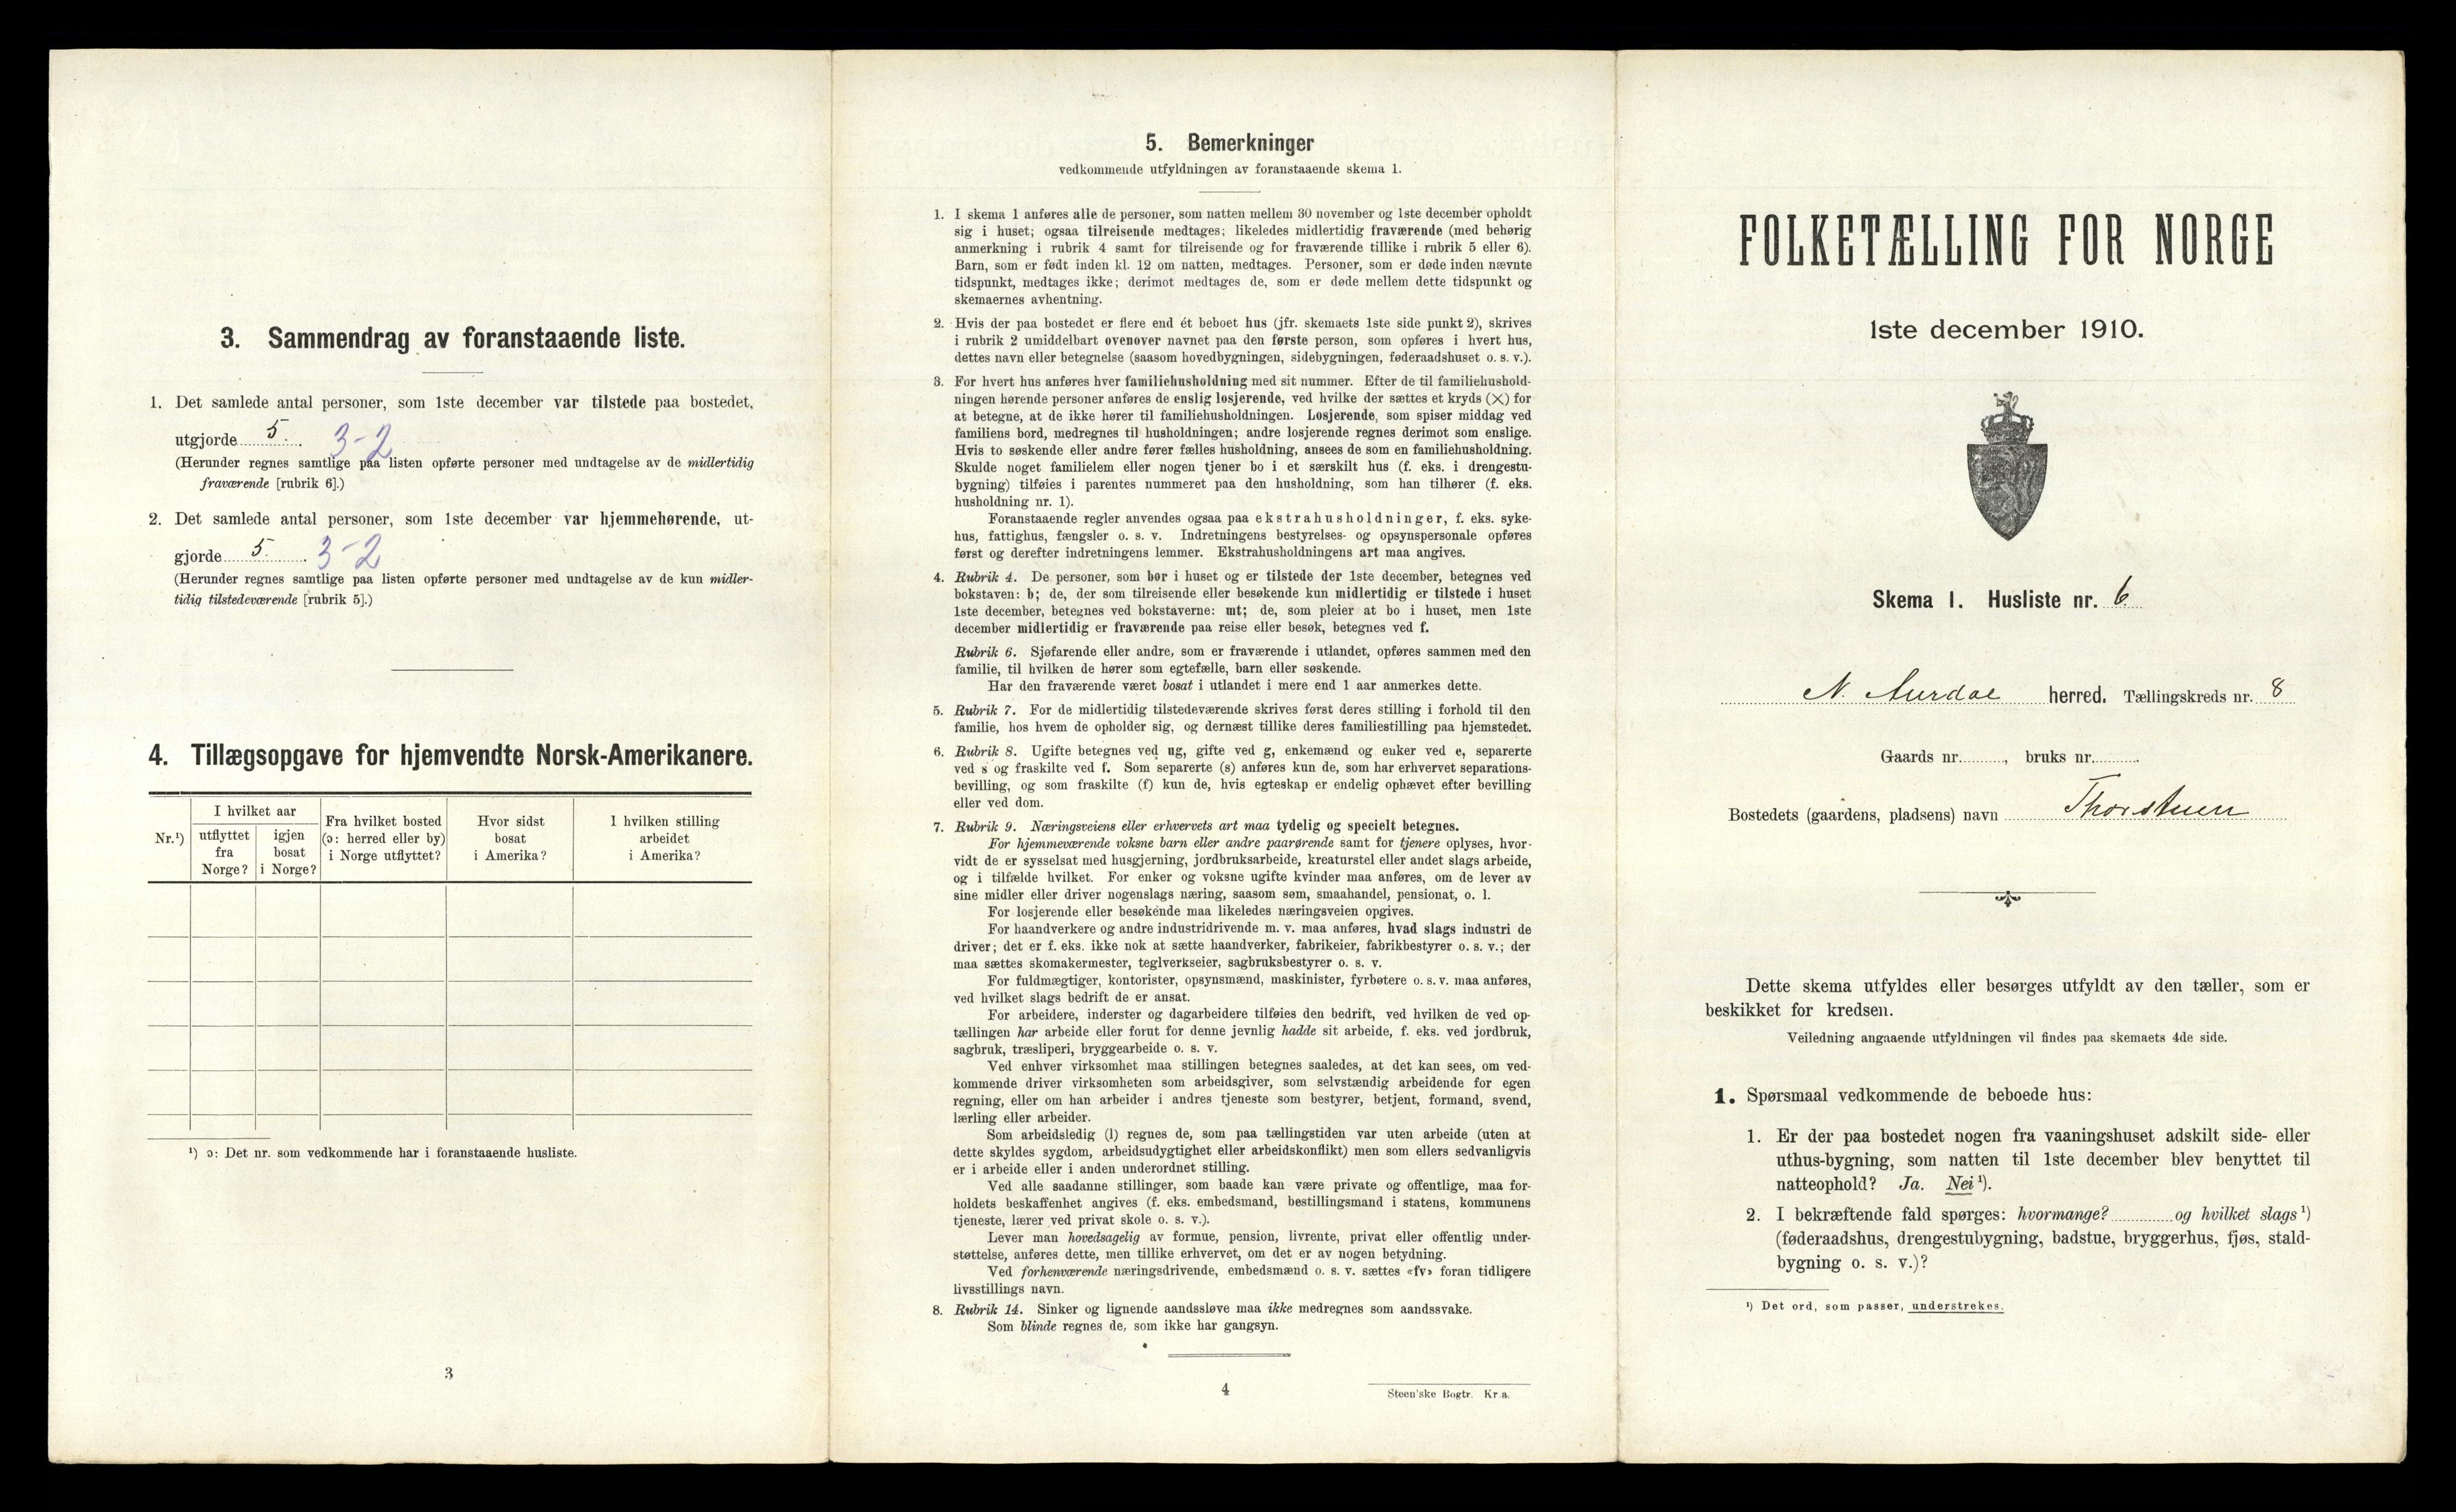 3. Sammendrag av foranstaaende liste.
1. Det samlede antal personer, som 1ste december var tilstede paa bostedet,
utgjorde 5. 3-2
(Herunder regnes samtlige paa listen opførte personer med undtagelse av de midlertidig
fraværende [rubrik 6].)
2. Det samlede antal personer, som 1ste december var hjemmehørende, ut-
gjorde 5. 3-2
(Herunder regnes samtlige paa listen opførte personer med undtagelse av de kun midler-
tidig tilstedeværende [rubrik 5].)
4. Tillægsopgave for hjemvendte Norsk-Amerikanere.
Nr.¹)
I hvilket aar
utflyttet
fra
Norge?
igjen
bosat
i Norge?
Fra hvilket bosted
(ɔ: herred eller by)
i Norge utflyttet?
Hvor sidst
bosat
i Amerika?
I hvilken stilling
arbeidet
i Amerika?
¹) ɔ: Det nr. som vedkommende har i foranstaaende husliste.
3
5. Bemerkninger
vedkommende utfyldningen av foranstaaende skema 1.
1. I skema 1 anføres alle de personer, som natten mellem 30 november og 1ste december opholdt
sig i huset; ogsaa tilreisende medtages; likeledes midlertidig fraværende (med behørig
anmerkning i rubrik 4 samt for tilreisende og for fraværende tillike i rubrik 5 eller 6).
Barn, som er født inden kl. 12 om natten, medtages. Personer, som er døde inden nævnte
tidspunkt, medtages ikke; derimot medtages de, som er døde mellem dette tidspunkt og
skemaernes avhentning.
2. Hvis der paa bostedet er flere end ét beboet hus (jfr. skemaets 1ste side punkt 2), skrives
i rubrik 2 umiddelbart ovenover navnet paa den første person, som opføres i hvert hus,
dettes navn eller betegnelse (saasom hovedbygningen, sidebygningen, føderaadshuset o. s. v.).
3. For hvert hus anføres hver familiehusholdning med sit nummer. Efter de til familiehushold-
ningen hørende personer anføres de enslig losjerende, ved hvilke der sættes et kryds (×) for
at betegne, at de ikke hører til familiehusholdningen. Losjerende, som spiser middag ved
familiens bord, medregnes til husholdningen; andre losjerende regnes derimot som enslige.
Hvis to søskende eller andre fører fælles husholdning, ansees de som en familiehusholdning.
Skulde noget familielem eller nogen tjener bo i et særskilt hus (f. eks. i drengestu-
bygning) tilføies i parentes nummeret paa den husholdning, som han tilhører (f. eks.
husholdning nr. 1).
Foranstaaende regler anvendes ogsaa paa ekstrahusholdninger, f. eks. syke-
hus, fattighus, fængsler o. s. v. Indretningens bestyrelses- og opsynspersonale opføres
først og derefter indretningens lemmer. Ekstrahusholdningens art maa angives.
4. Rubrik 4. De personer, som bor i huset og er tilstede der 1ste december, betegnes ved
bokstaven: b; de, der som tilreisende eller besøkende kun midlertidig er tilstede i huset
1ste december, betegnes ved bokstaverne: mt; de, som pleier at bo i huset, men 1ste
december midlertidig er fraværende paa reise eller besøk, betegnes ved f.
Rubrik 6. Sjøfarende eller andre, som er fraværende i utlandet, opføres sammen med den
familie, til hvilken de hører som egtefælle, barn eller søskende.
Har den fraværende været bosat i utlandet i mere end 1 aar anmerkes dette.
5. Rubrik 7. For de midlertidig tilstedeværende skrives først deres stilling i forhold til den
familie, hos hvem de opholder sig, og dernæst tillike deres familiestilling paa hjemstedet.
6. Rubrik 8. Ugifte betegnes ved ug, gifte ved g, enkemænd og enker ved e, separerte
ved s og fraskilte ved f. Som separerte (s) anføres kun de, som har erhvervet separations-
bevilling, og som fraskilte (f) kun de, hvis egteskap er endelig ophævet efter bevilling
eller ved dom.
7. Rubrik 9. Næringsveiens eller erhvervets art maa tydelig og specielt betegnes.
For hjemmeværende voksne barn eller andre paarørende samt for tjenere oplyses, hvor-
vidt de er sysselsat med husgjerning, jordbruksarbeide, kreaturstel eller andet slags arbeide,
og i tilfælde hvilket. For enker og voksne ugifte kvinder maa anføres, om de lever av
sine midler eller driver nogenslags næring, saasom søm, smaahandel, pensionat, o. l.
For losjerende eller besøkende maa likeledes næringsveien opgives.
For haandverkere og andre industridrivende m. v. maa anføres, hvad slags industri de
driver; det er f. eks. ikke nok at sætte haandverker, fabrikeier, fabrikbestyrer o. s. v.; der
maa sættes skomakermester, teglverkseier, sagbruksbestyrer o. s. v.
For fuldmægtiger, kontorister, opsynsmænd, maskinister, fyrbøtere o. s. v. maa anføres,
ved hvilket slags bedrift de er ansat.
For arbeidere, inderster og dagarbeidere tilføies den bedrift, ved hvilken de ved op-
tællingen har arbeide eller forut for denne jevnlig hadde sit arbeide, f. eks. ved jordbruk,
sagbruk, træsliperi, bryggearbeide o. s. v.
Ved enhver virksomhet maa stillingen betegnes saaledes, at det kan sees, om ved-
kommende driver virksomheten som arbeidsgiver, som selvstændig arbeidende for egen
regning, eller om han arbeider i andres tjeneste som bestyrer, betjent, formand, svend,
lærling eller arbeider.
Som arbeidsledig (l) regnes de, som paa tællingstiden var uten arbeide (uten at
dette skyldes sygdom, arbeidsudygtighet eller arbeidskonflikt) men som ellers sedvanligvis
er i arbeide eller i anden underordnet stilling.
Ved alle saadanne stillinger, som baade kan være private og offentlige, maa for-
holdets beskaffenhet angives (f. eks. embedsmand, bestillingsmand i statens, kommunens
tjeneste, lærer ved privat skole o. s. v.).
Lever man hovedsagelig av formue, pension, livrente, privat eller offentlig under-
støttelse, anføres dette, men tillike erhvervet, om det er av nogen betydning.
Ved forhenværende næringsdrivende, embedsmænd o. s. v. sættes «fv» foran tidligere
livsstillings navn.
8. Rubrik 14. Sinker og lignende aandssløve maa ikke medregnes som aandssvake.
Som blinde regnes de, som ikke har gangsyn.
4
Steen'ske Bogtr. Kr.a.
FOLKETÆLLING FOR NORGE
1ste december 1910.
Skema 1. Husliste nr. 6
N. Aurdal herred. Tællingskreds nr. 8
Gaards nr. , bruks nr.
Bostedets (gaardens, pladsens) navn Thorstuen
Dette skema utfyldes eller besørges utfyldt av den tæller, som er
beskikket for kredsen.
Veiledning angaaende utfyldningen vil findes paa skemaets 4de side.
1. Spørsmaal vedkommende de beboede hus:
1. Er der paa bostedet nogen fra vaaningshuset adskilt side- eller
uthus-bygning, som natten til 1ste december blev benyttet til
natteophold? Ja. Nei ¹).
2. I bekræftende fald spørges: hvormange? og hvilket slags ¹)
(føderaadshus, drengestubygning, badstue, bryggerhus, fjøs, stald-
bygning o. s. v.)?
¹) Det ord, som passer, understrekes.